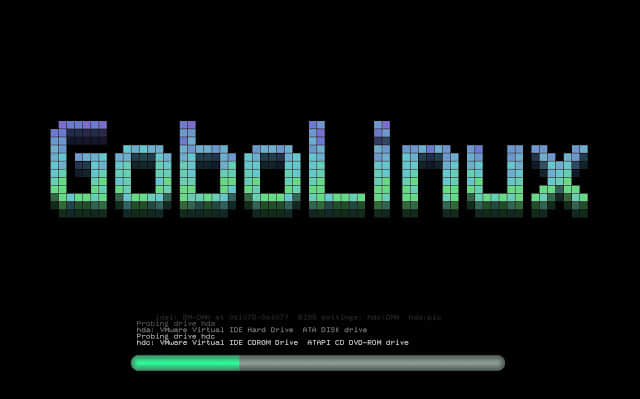 GoboLinux
ide1: BM-DMA at 0x1078-0x107f BIOS settings: hdc:DMA hdd:pio
Probing drive hda
hda: VMware Virtual IDE Hard Drive ATA DISK drive
Probing drive hdc
hdc: VMware Virtual IDE CDROM Drive ATAPI CD DVD-ROM drive